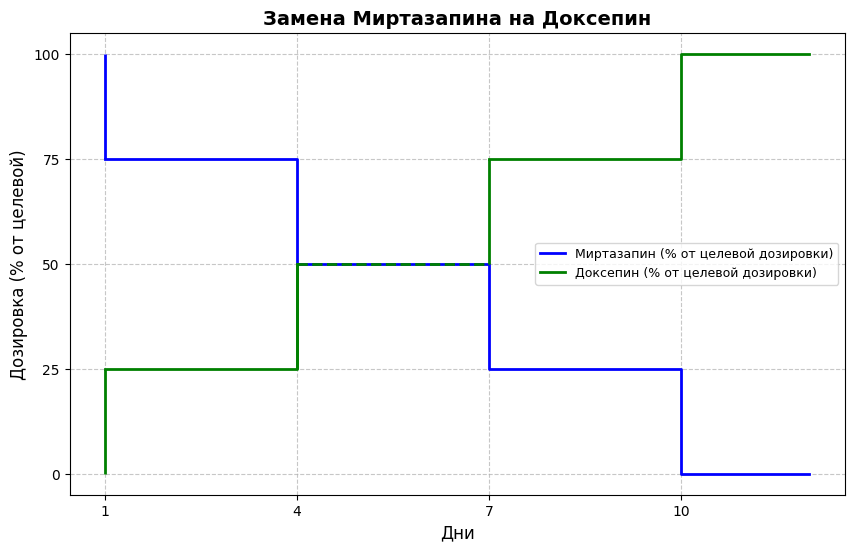 Замена Миртазапина на Доксепин
Дозировка (% от целевой)
100
75
50
25
0
Миртазапин (% от целевой дозировки)
Доксепин (% от целевой дозировки)
1 4 7 10
Дни